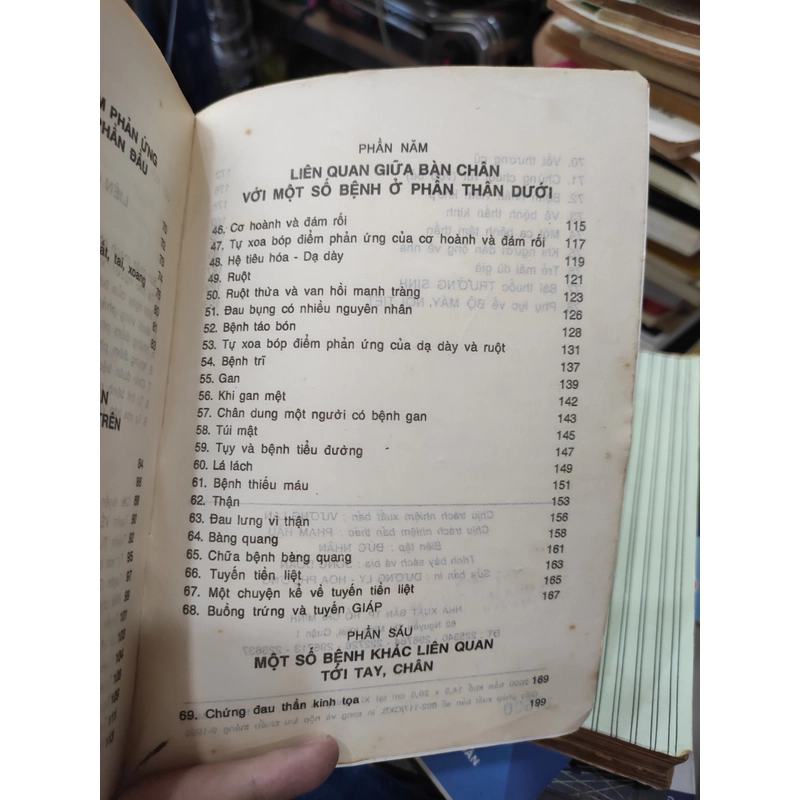 M PHẢN ỨNG
PHẦN ĐẦU
ắt, tai, xoang
TRÊN
PHẦN NĂM
LIÊN QUAN GIỮA BÀN CHÂN
VỚI MỘT SỐ BỆNH Ở PHẦN THÂN DƯỚI
46. Cơ hoành và đám rối 115
47. Tự xoa bóp điểm phản ứng của cơ hoành và đám rối 117
48. Hệ tiêu hóa - Dạ dày 119
49. Ruột 121
50. Ruột thừa và van hồi manh tràng 123
51. Đau bụng có nhiều nguyên nhân 126
52. Bệnh táo bón 128
53. Tự xoa bóp điểm phản ứng của dạ dày và ruột 131
54. Bệnh trĩ 137
55. Gan 139
56. Khi gan mệt 142
57. Chân dung một người có bệnh gan 143
58. Túi mật 145
59. Tụy và bệnh tiểu đường 147
60. Lá lách 149
61. Bệnh thiếu máu 151
62. Thận 153
63. Đau lưng vì thận 156
64. Bàng quang 158
65. Chữa bệnh bàng quang 161
66. Tuyến tiền liệt 163
67. Một chuyện kể về tuyến tiền liệt 165
68. Buồng trứng và tuyến GIÁP 167
PHẦN SÁU
MỘT SỐ BỆNH KHÁC LIÊN QUAN
TỚI TAY, CHÂN
69. Chứng đau thần kinh tọa 169
199